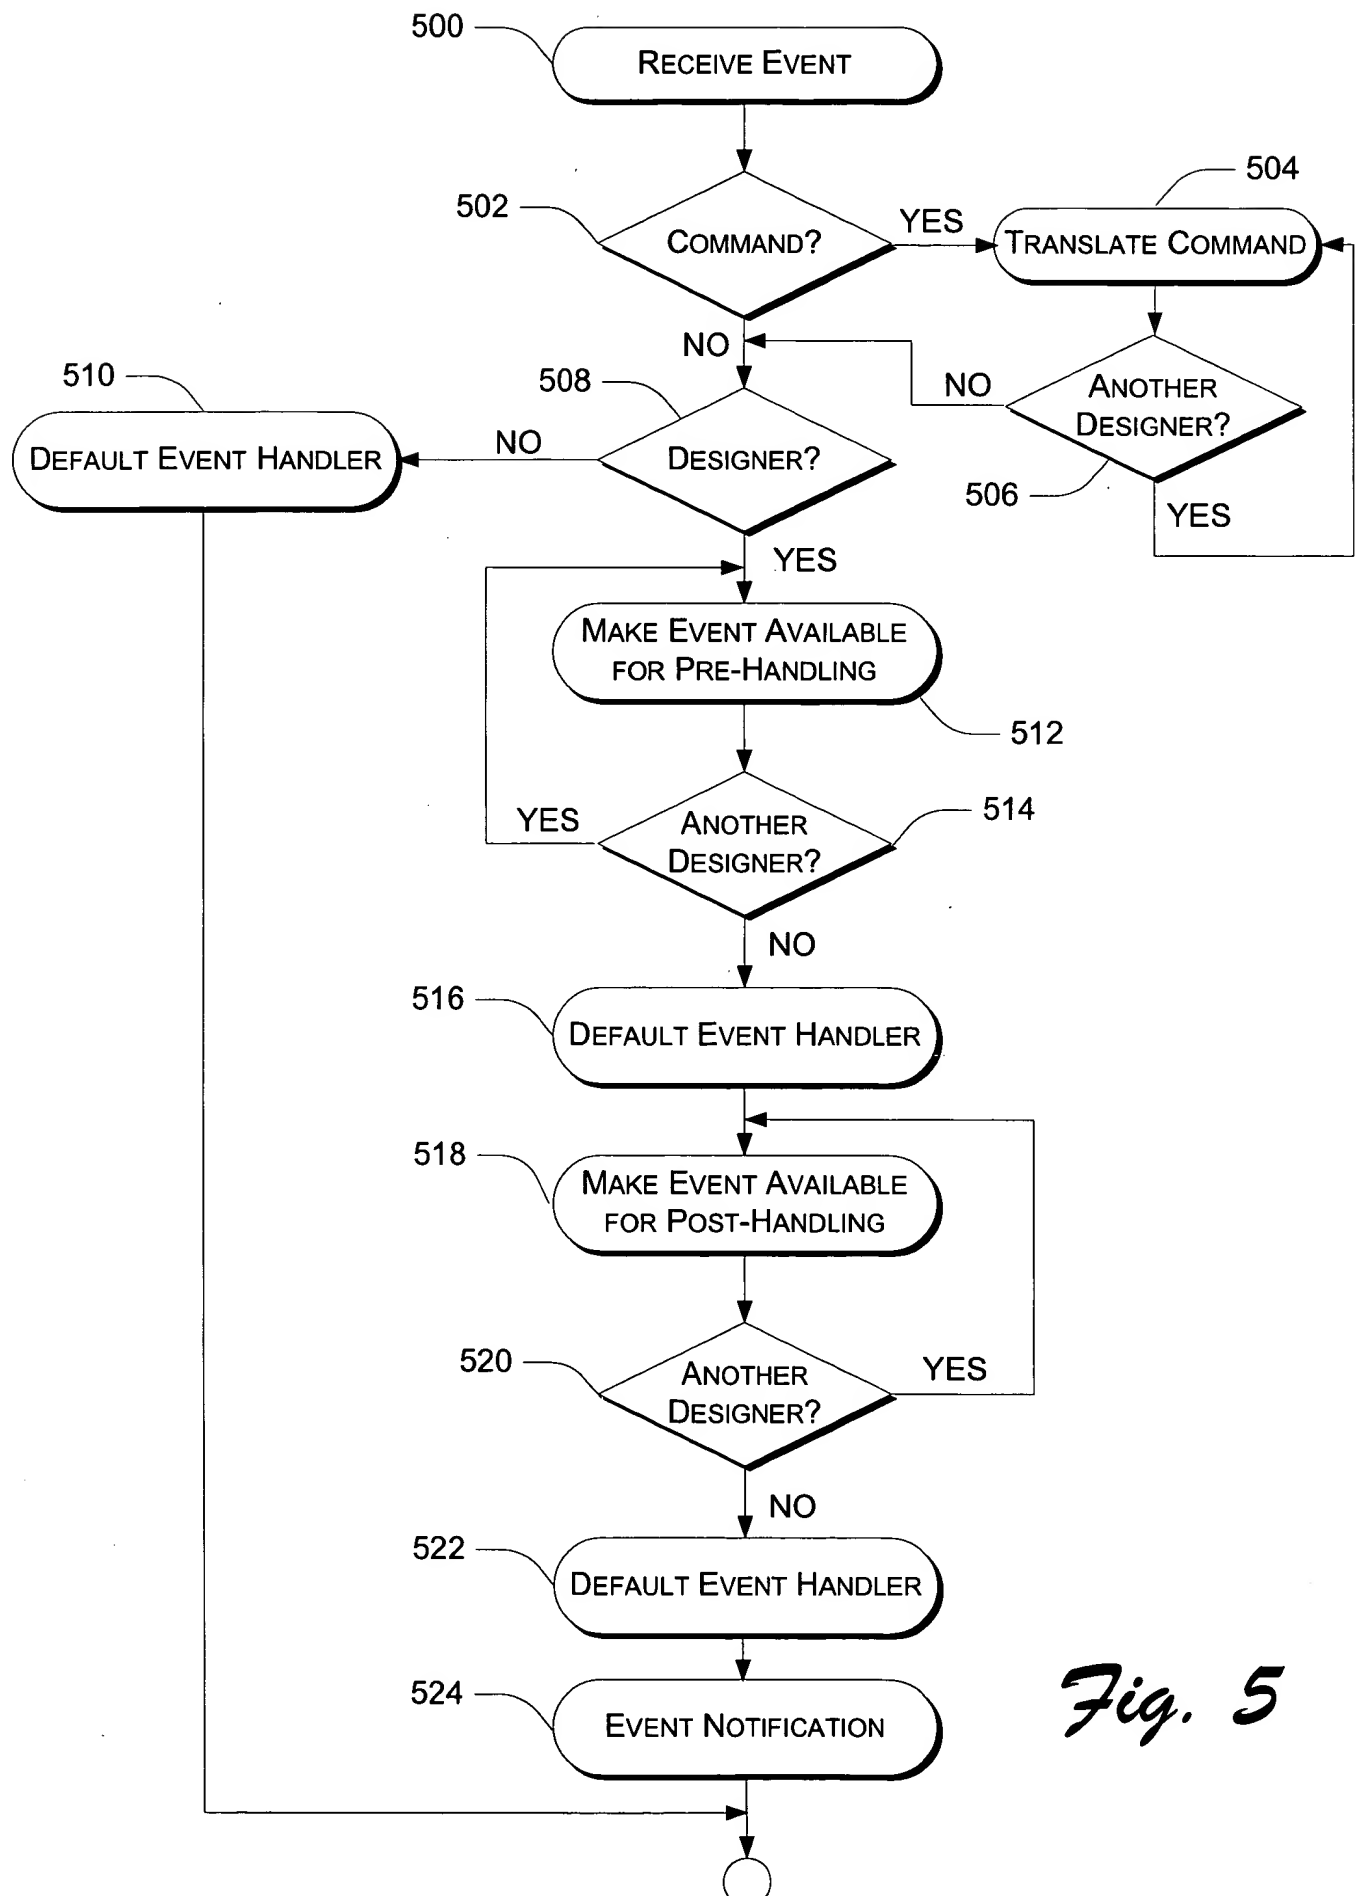 500
RECEIVE EVENT
502
COMMAND?
YES
504
TRANSLATE COMMAND
NO
506
ANOTHER
DESIGNER?
NO
YES
508
DESIGNER?
NO
510
DEFAULT EVENT HANDLER
YES
MAKE EVENT AVAILABLE
FOR PRE-HANDLING
512
514
ANOTHER
DESIGNER?
YES
NO
516
DEFAULT EVENT HANDLER
518
MAKE EVENT AVAILABLE
FOR POST-HANDLING
520
ANOTHER
DESIGNER?
YES
NO
522
DEFAULT EVENT HANDLER
524
EVENT NOTIFICATION
Fig. 5